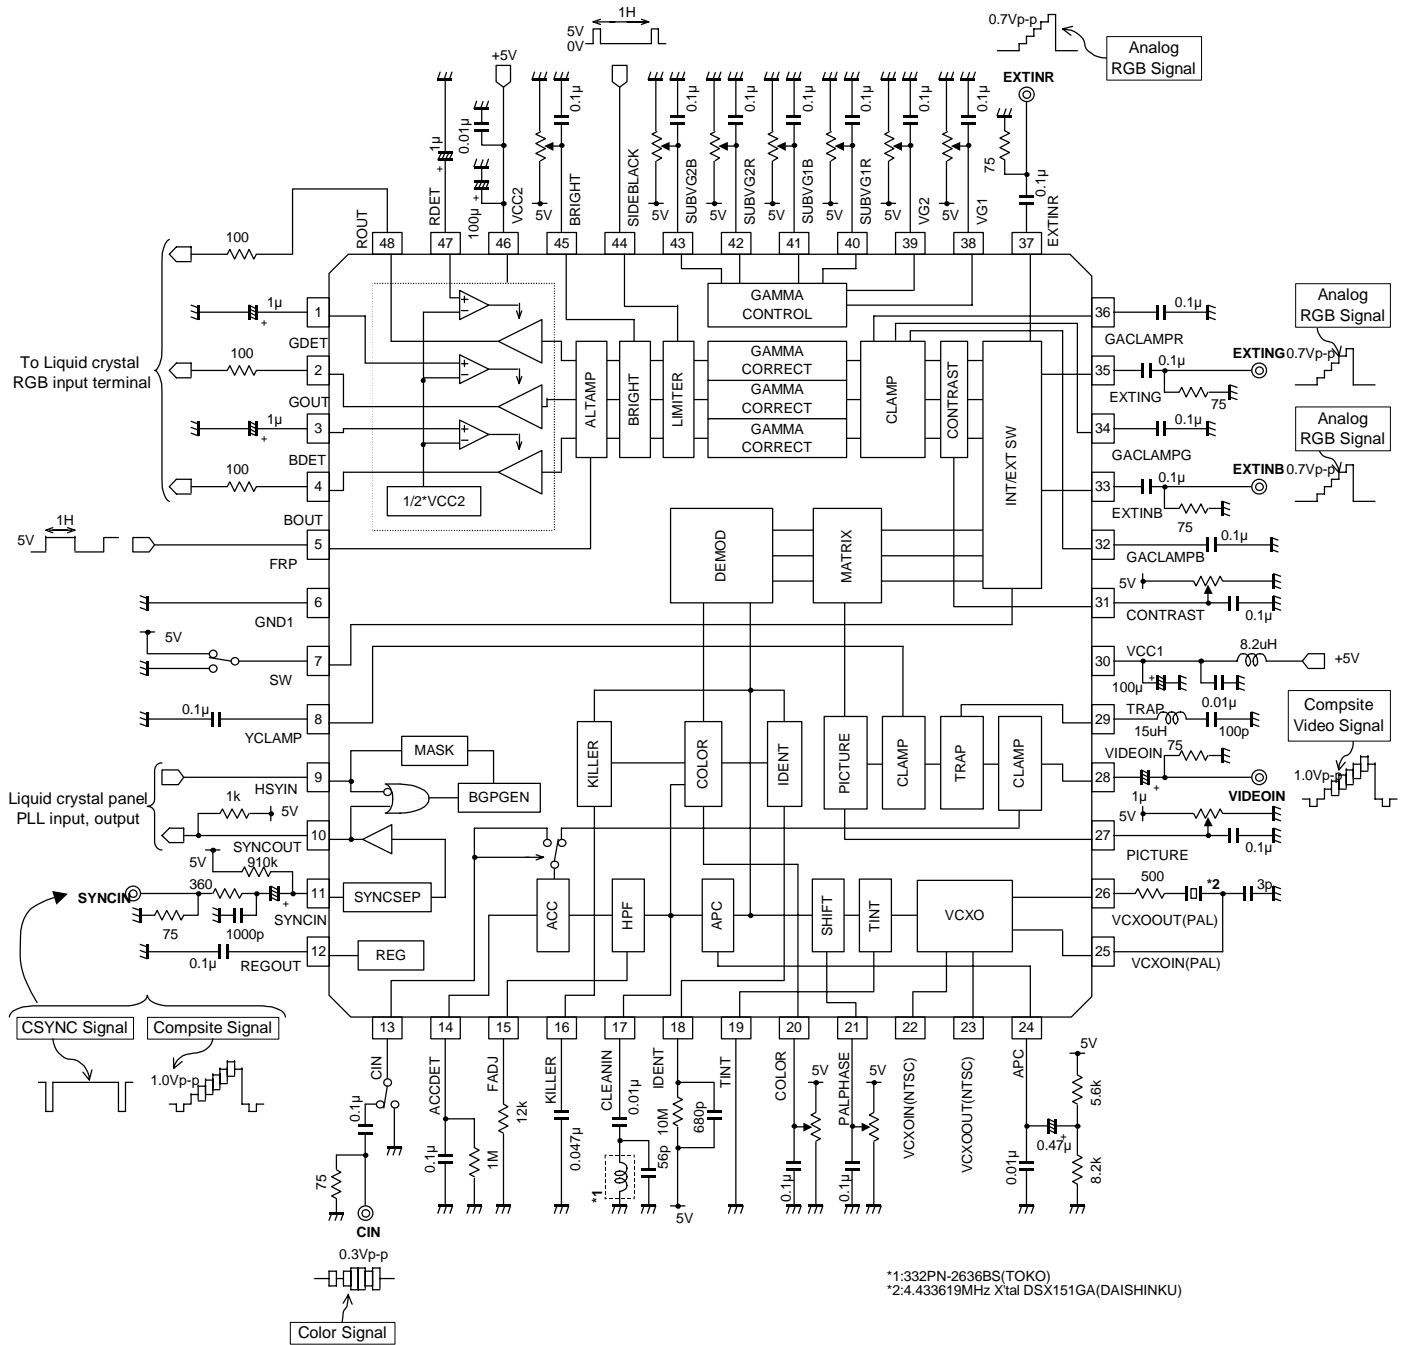 1H
5V
0V
+5V
0.7Vp-p
Analog
RGB Signal
EXTINR
1µ
0.01µ
100µ
0.1µ
0.1µ
0.1µ
0.1µ
0.1µ
0.1µ
0.1µ
75
0.1µ
5V
5V
5V
5V
5V
5V
5V
ROUT
RDET
VCC2
BRIGHT
SIDEBLACK
SUBVG2B
SUBVG2R
SUBVG1B
SUBVG1R
VG2
VG1
EXTINR
48
47
46
45
44
43
42
41
40
39
38
37
100
1µ
+
1
GDET
To Liquid crystal
RGB input terminal
100
2
GOUT
1µ
+
3
BDET
100
4
BOUT
1H
5V
5
FRP
6
GND1
5V
7
SW
0.1µ
8
YCLAMP
Liquid crystal panel
PLL input, output
9
HSYIN
1k
5V
10
SYNCOUT
5V
910k
SYNCIN
360
11
SYNCIN
75
1000p
12
0.1µ
REGOUT
GAMMA
CONTROL
GAMMA
CORRECT
GAMMA
CORRECT
GAMMA
CORRECT
ALTAMP
BRIGHT
LIMITER
CLAMP
CONTRAST
INT/EXT SW
1/2*VCC2
DEMOD
MATRIX
MASK
BGPGEN
KILLER
COLOR
IDENT
PICTURE
CLAMP
TRAP
CLAMP
SYNCSEP
ACC
HPF
APC
SHIFT
TINT
VCXO
REG
36
0.1µ
GACLAMPR
Analog
RGB Signal
35
0.1µ
EXTING
0.7Vp-p
EXTING
75
34
0.1µ
GACLAMPG
Analog
RGB Signal
33
0.1µ
EXTINB
0.7Vp-p
EXTINB
75
32
0.1µ
GACLAMPB
5V
31
CONTRAST
0.1µ
30
VCC1
8.2uH
+5V
100µ
0.01µ
29
TRAP
15uH
100p
Compsite
Video Signal
VIDEOIN
75
28
1.0Vp-p
VIDEOIN
1µ
5V
27
PICTURE
0.1µ
26
500
*2
3p
VCXOOUT(PAL)
25
VCXOIN(PAL)
CSYNC Signal
Compsite Signal
1.0Vp-p
13
14
15
16
17
18
19
20
21
22
23
24
CIN
ACCDET
FADJ
KILLER
CLEANIN
IDENT
TINT
COLOR
PALPHASE
VCXOIN(NTSC)
VCXOOUT(NTSC)
APC
0.1µ
75
CIN
0.1µ
1M
12k
0.047µ
0.01µ
56p
*1
10M
680p
5V
5V
0.1µ
5V
0.1µ
5V
5.6k
0.47µ
0.01µ
8.2k
0.3Vp-p
Color Signal
*1:332PN-2636BS(TOKO)
*2:4.433619MHz X'tal DSX151GA(DAISHINKU)